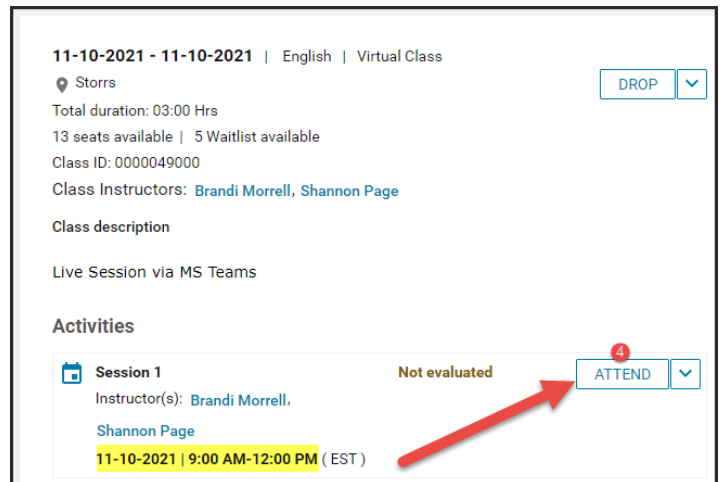 11-10-2021 - 11-10-2021 | English | Virtual Class
Storrs
DROP
Total duration: 03:00 Hrs
13 seats available | 5 Waitlist available
Class ID: 0000049000
Class Instructors: Brandi Morrell, Shannon Page
Class description
Live Session via MS Teams
Activities
4
Session 1 Not evaluated ATTEND
Instructor(s): Brandi Morrell,
Shannon Page
11-10-2021 | 9:00 AM-12:00 PM ( EST )